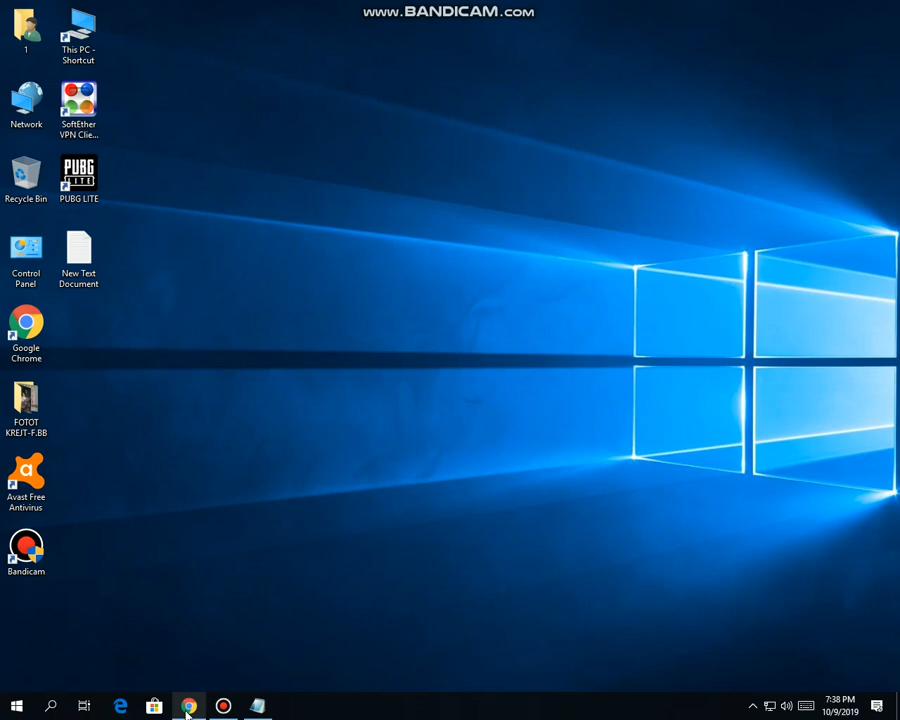 www.BANDICAM.com
1
This PC -
Shortcut
Network
SoftEther
VPN Clie...
Recycle Bin
PUBG
LITE
PUBG LITE
Control
Panel
New Text
Document
Google
Chrome
FOTOT
KREJT-F.BB
Avast Free
Antivirus
Bandicam
7:38 PM
10/9/2019